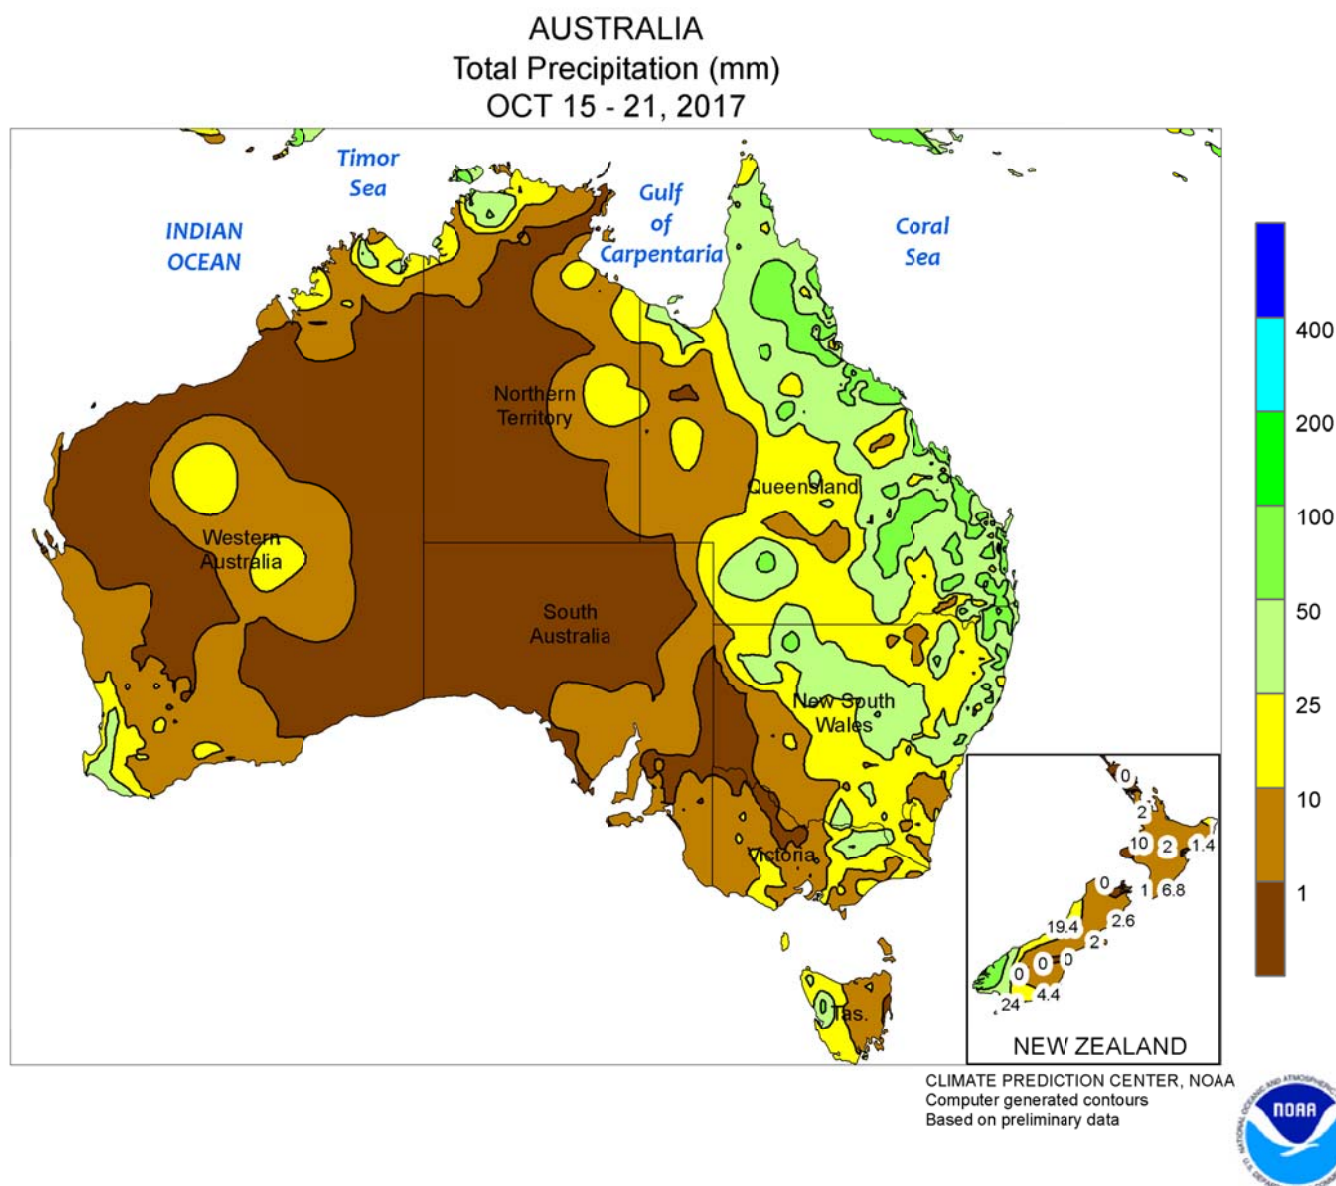 AUSTRALIA
Total Precipitation (mm)
OCT 15 - 21, 2017
Timor
Sea
INDIAN
OCEAN
Gulf
of
Carpentaria
Coral
Sea
Northern
Territory
Queensland
Western
Australia
South
Australia
New South
Wales
Victoria
Tas.
400
200
100
50
25
10
1
0
2
10
2
1.4
0
1
6.8
19.4
2.6
2
0
0
0
24
4.4
NEW ZEALAND
CLIMATE PREDICTION CENTER, NOAA
Computer generated contours
Based on preliminary data
NOAA